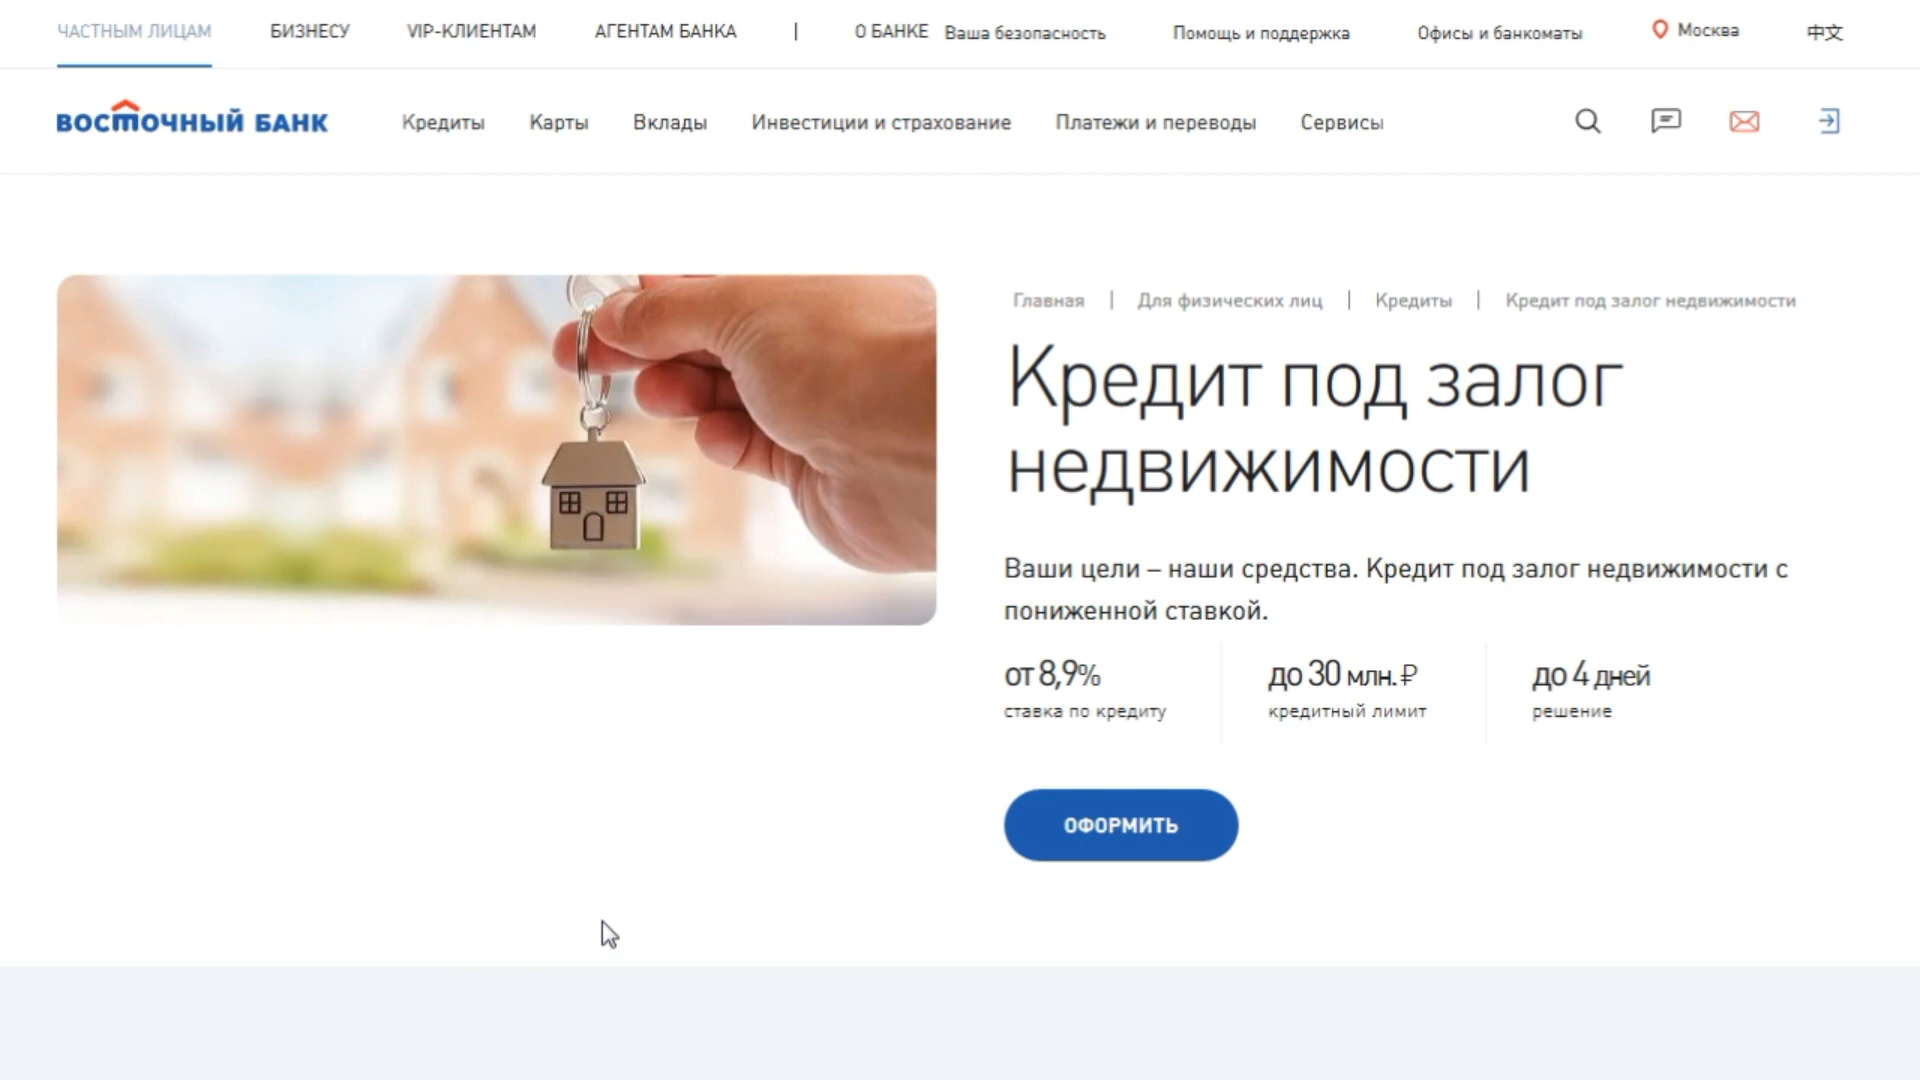 ЧАСТНЫМ ЛИЦАМ БИЗНЕСУ VIP-КЛИЕНТАМ АГЕНТАМ БАНКА | О БАНКЕ Ваша безопасность Помощь и поддержка Офисы и банкоматы Москва 中文
ВОСТОЧНЫЙ БАНК Кредиты Карты Вклады Инвестиции и страхование Платежи и переводы Сервисы
Главная | Для физических лиц | Кредиты | Кредит под залог недвижимости
Кредит под залог
недвижимости
Ваши цели – наши средства. Кредит под залог недвижимости с
пониженной ставкой.
от 8,9% до 30 млн. ₽ до 4 дней
ставка по кредиту кредитный лимит решение
ОФОРМИТЬ